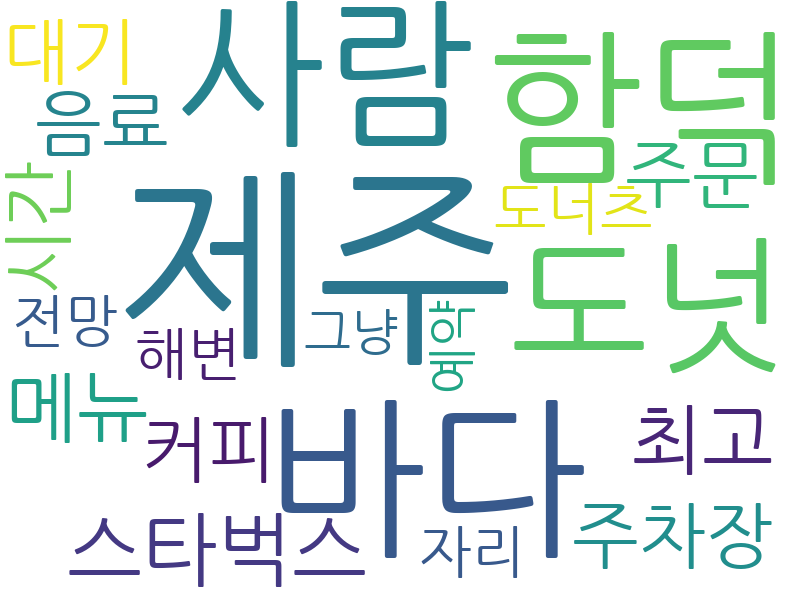 대기
사람
함덕
음료
주문
시간
제주
도너츠
도넛
전망
그냥
흉햑
해변
메뉴
커피
바다
최고
스타벅스
자리
주차장